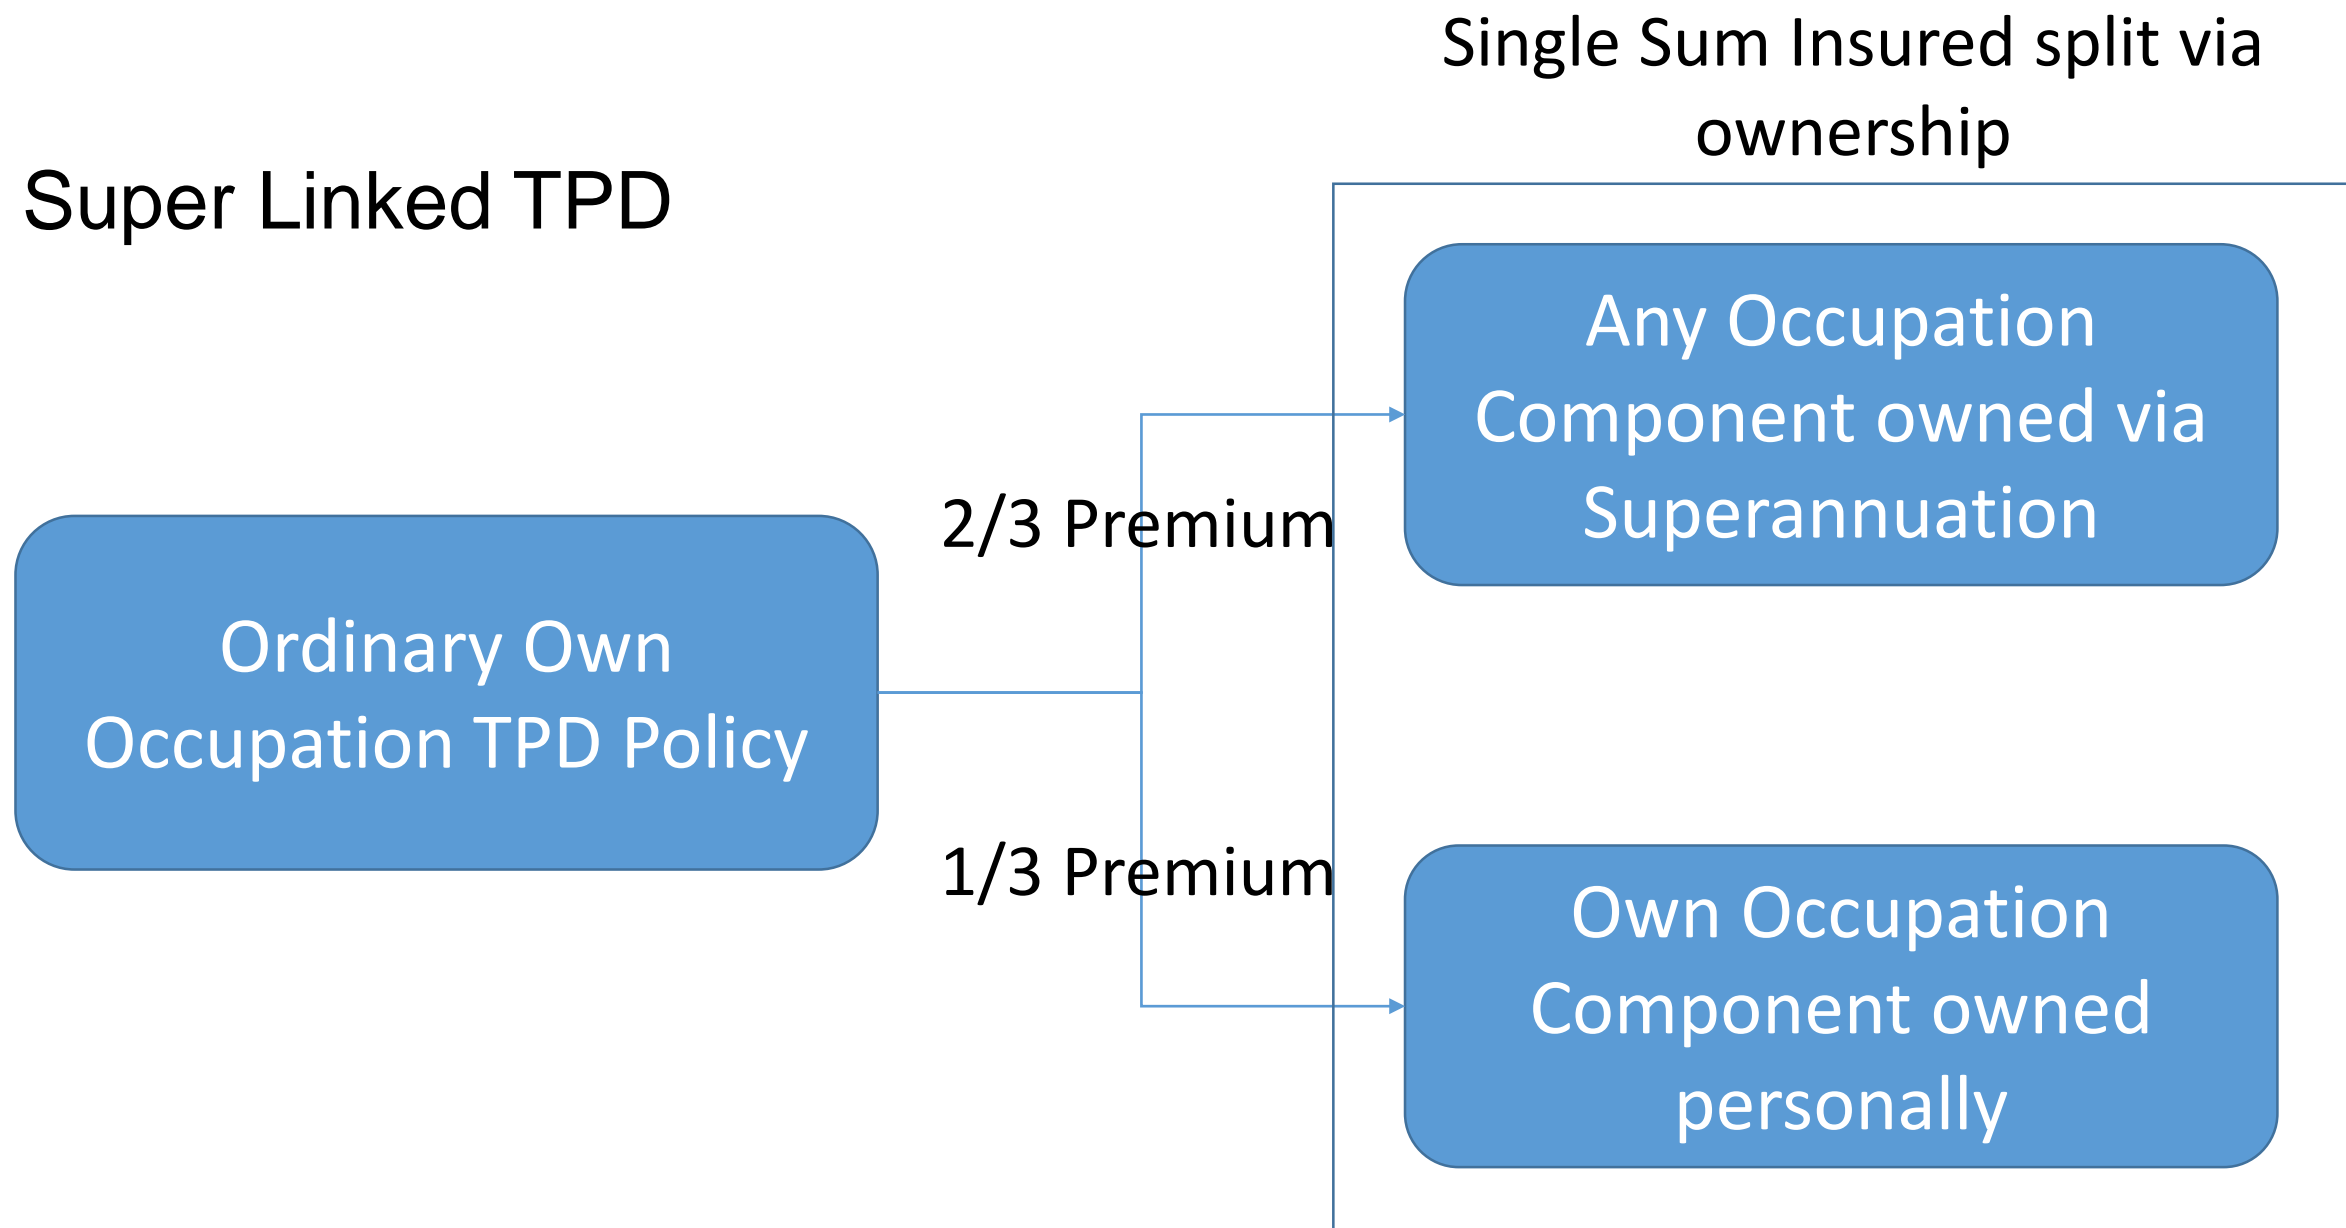 Single Sum Insured split via
ownership
Super Linked TPD
Any Occupation
Component owned via
Superannuation
2/3 Premium
Ordinary Own
Occupation TPD Policy
1/3 Premium
Own Occupation
Component owned
personally